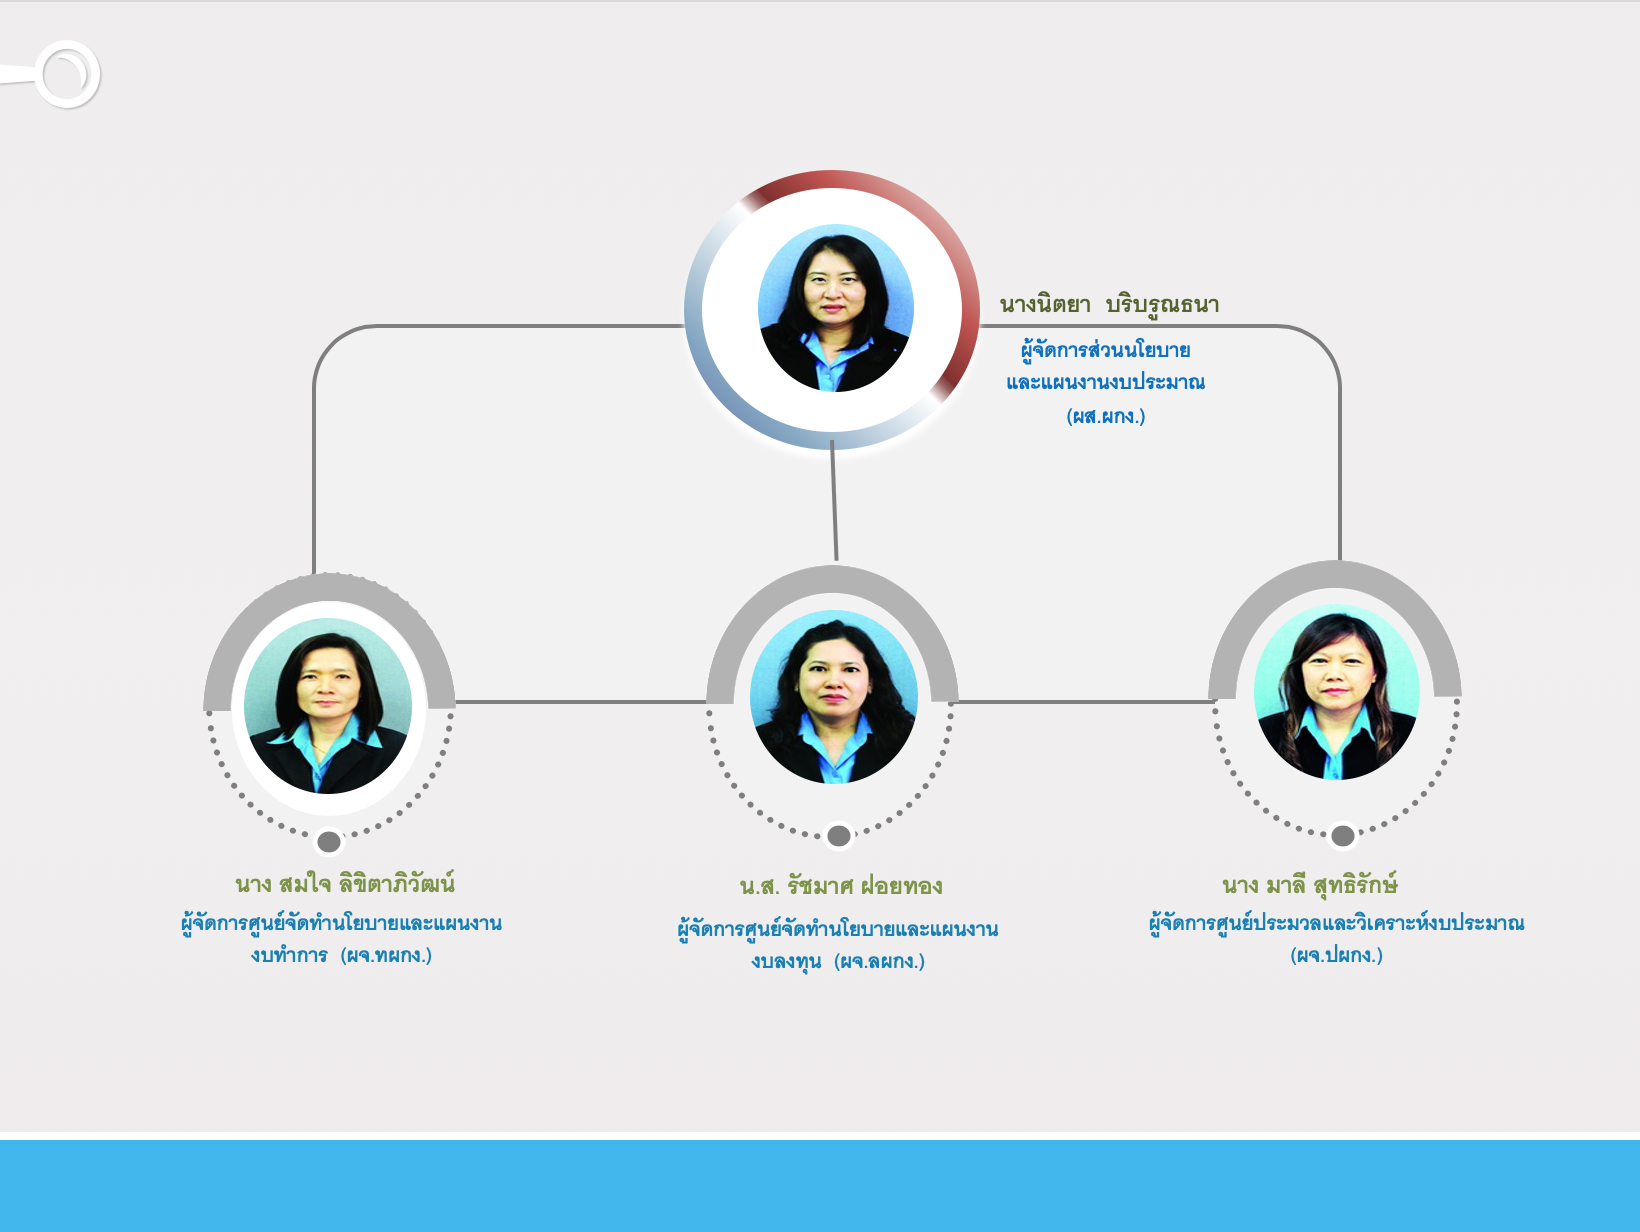 นางนิตยา  บริบูรณธนา
ผู้จัดการส่วนนโยบาย
และแผนงานงบประมาณ
(ผส.ผกง.)
นาง สมใจ ลิขิตาภิวัฒน์
ผู้จัดการศูนย์จัดทำนโยบายและแผนงาน
งบทำการ  (ผจ.ทผกง.)
น.ส. รัชมาศ ฝอยทอง
ผู้จัดการศูนย์จัดทำนโยบายและแผนงาน
งบลงทุน  (ผจ.ลผกง.)
นาง มาลี สุทธิรักษ์
ผู้จัดการศูนย์ประมวลและวิเคราะห์งบประมาณ
(ผจ.ปผกง.)